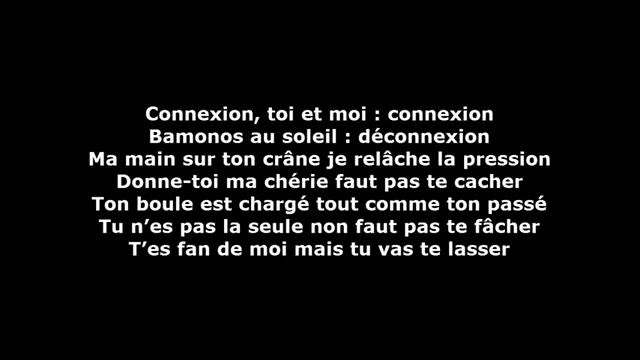 Connexion, toi et moi : connexion
Bamonos au soleil : déconnexion
Ma main sur ton crâne je relâche la pression
Donne-toi ma chérie faut pas te cacher
Ton boule est chargé tout comme ton passé
Tu n’es pas la seule non faut pas te fâcher
T’es fan de moi mais tu vas te lasser